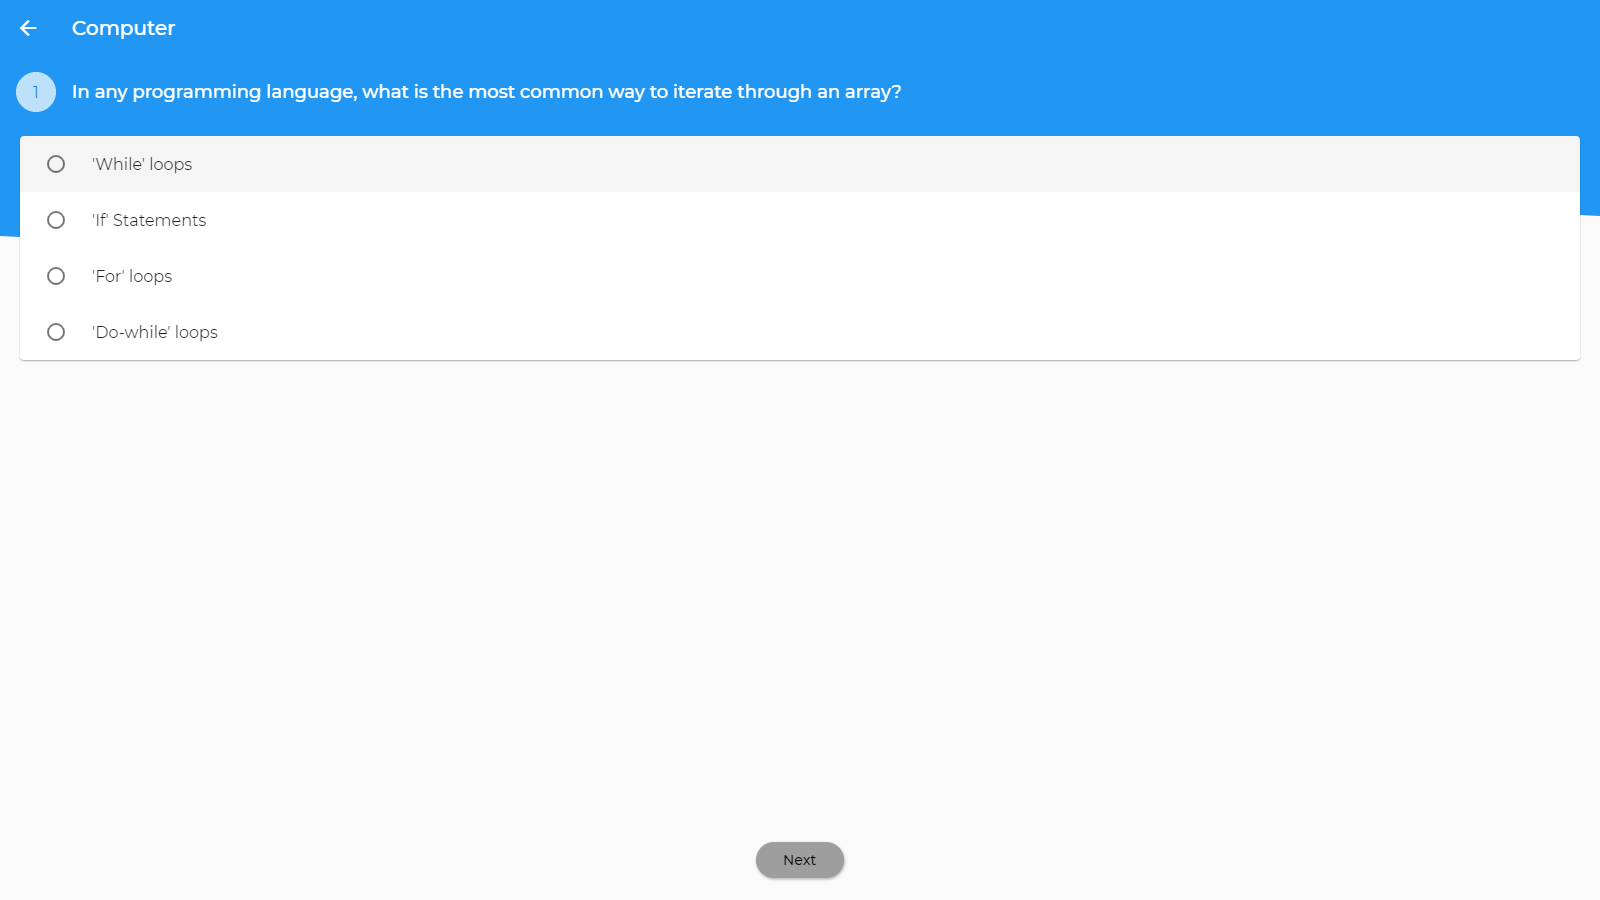 Computer
1 In any programming language, what is the most common way to iterate through an array?
'While' loops
'If' Statements
'For' loops
'Do-while' loops
Next